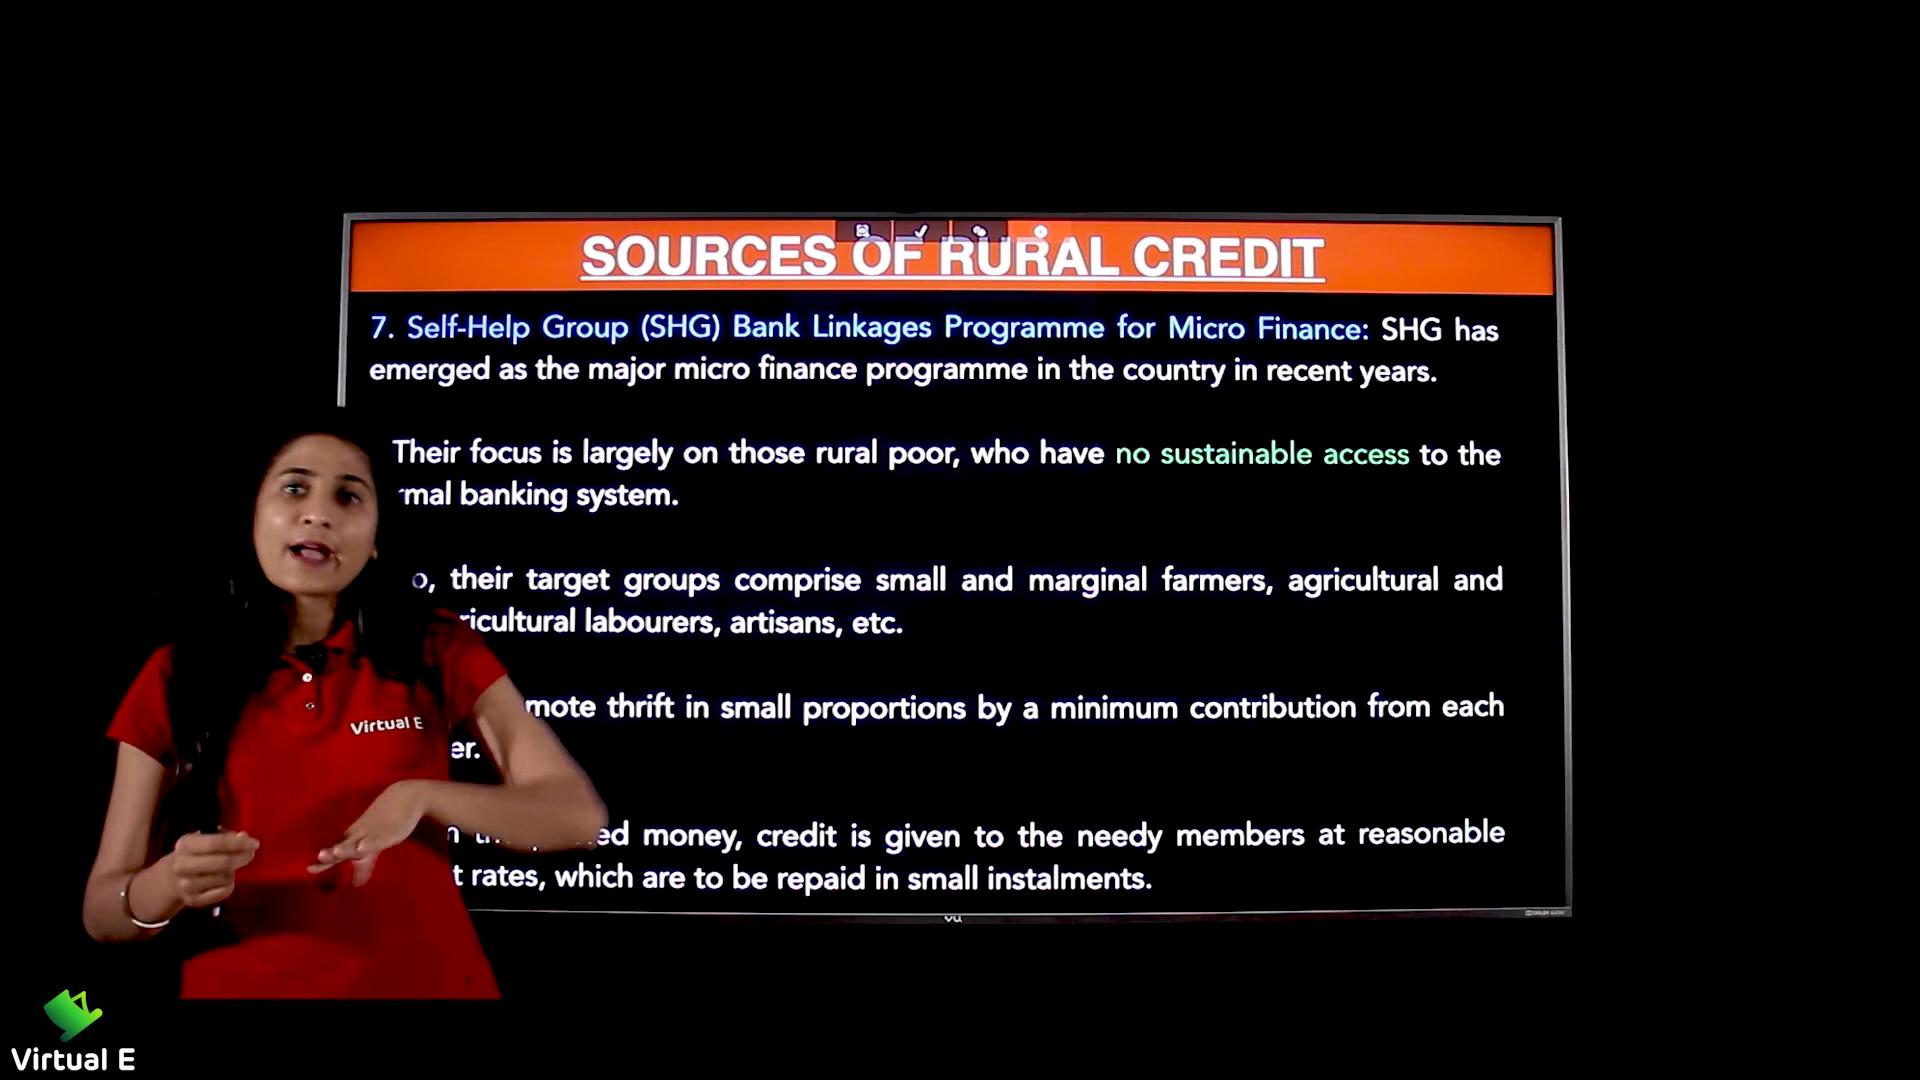 SOURCES OF RURAL CREDIT
7. Self-Help Group (SHG) Bank Linkages Programme for Micro Finance: SHG has
emerged as the major micro finance programme in the country in recent years.
Their focus is largely on those rural poor, who have no sustainable access to the
banking system.
their target groups comprise small and marginal farmers, agricultural and
labourers, artisans, etc.
thrift in small proportions by a minimum contribution from each
money, credit is given to the needy members at reasonable
rates, which are to be repaid in small instalments.
Virtual E
vu
DOLBY AUDIO
Virtual E